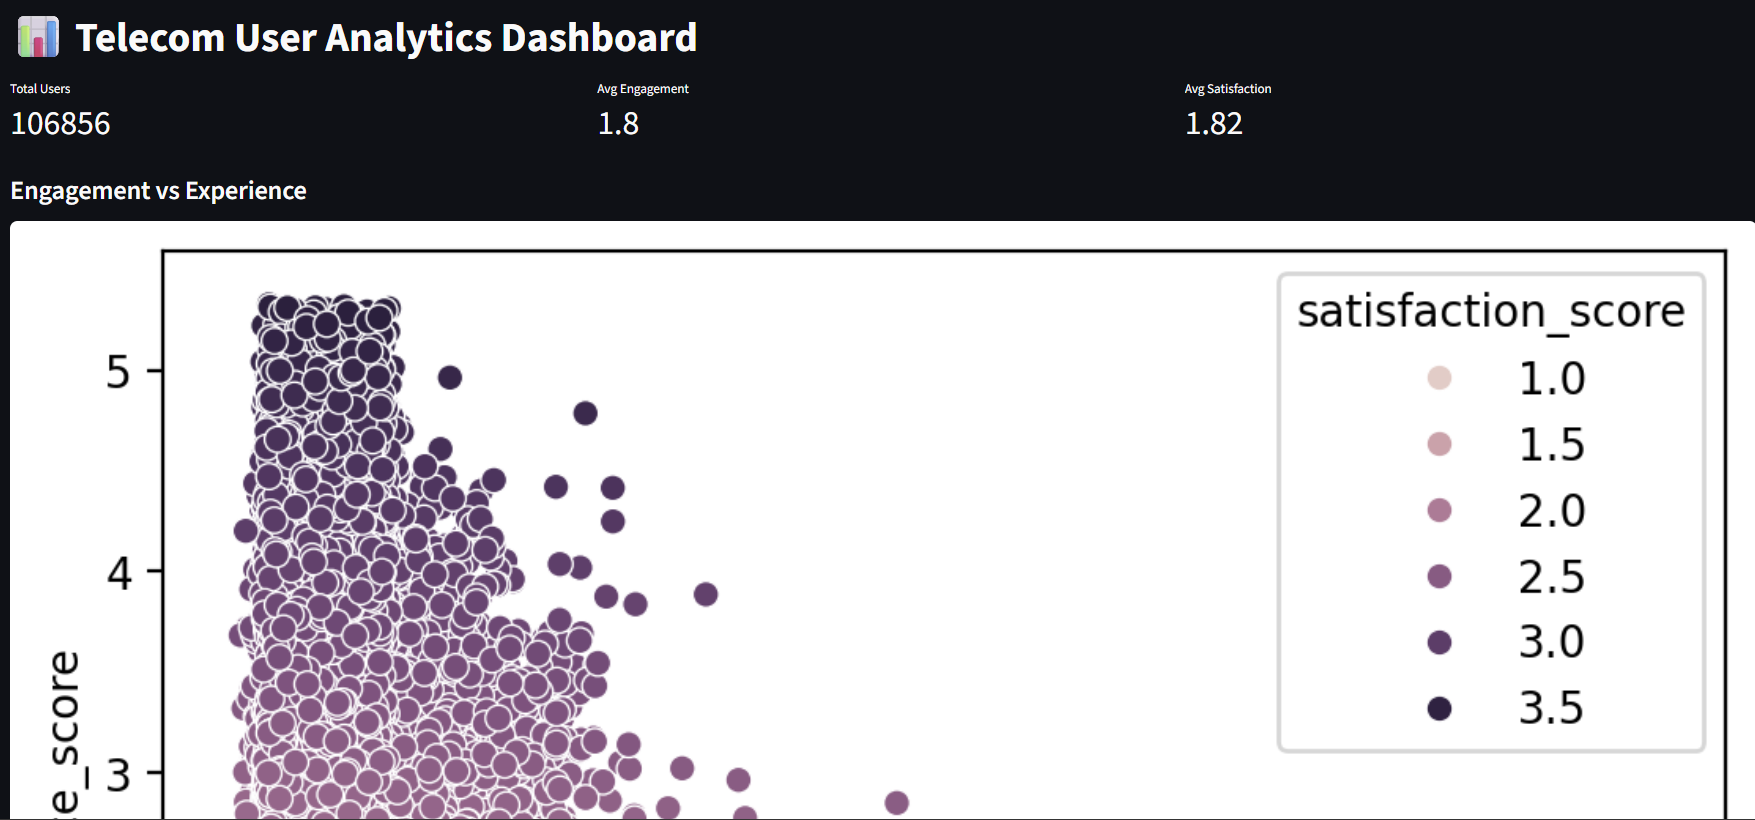 Telecom User Analytics Dashboard
Total Users
106856
Avg Engagement
1.8
Avg Satisfaction
1.82
Engagement vs Experience
satisfaction_score
1.0
1.5
2.0
2.5
3.0
3.5
5
4
3
e_score